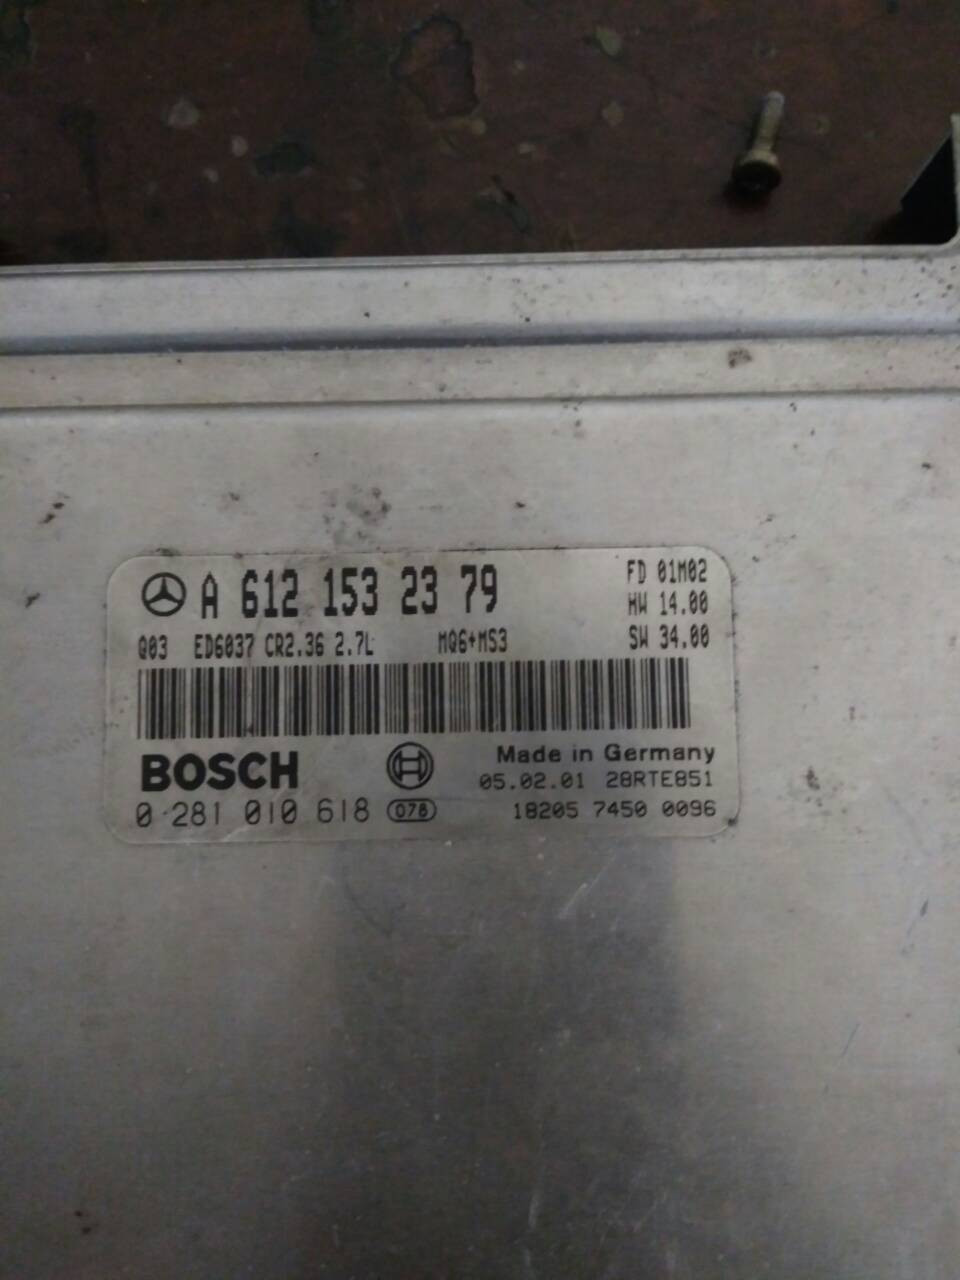 A 612 153 23 79
FD 01M02
HW 14.00
Q03 ED6037 CR2.36 2.7L MQ6+MS3 SW 34.00
BOSCH
Made in Germany
05.02.01 28RTE851
0 281 010 618 078 18205 7450 0096